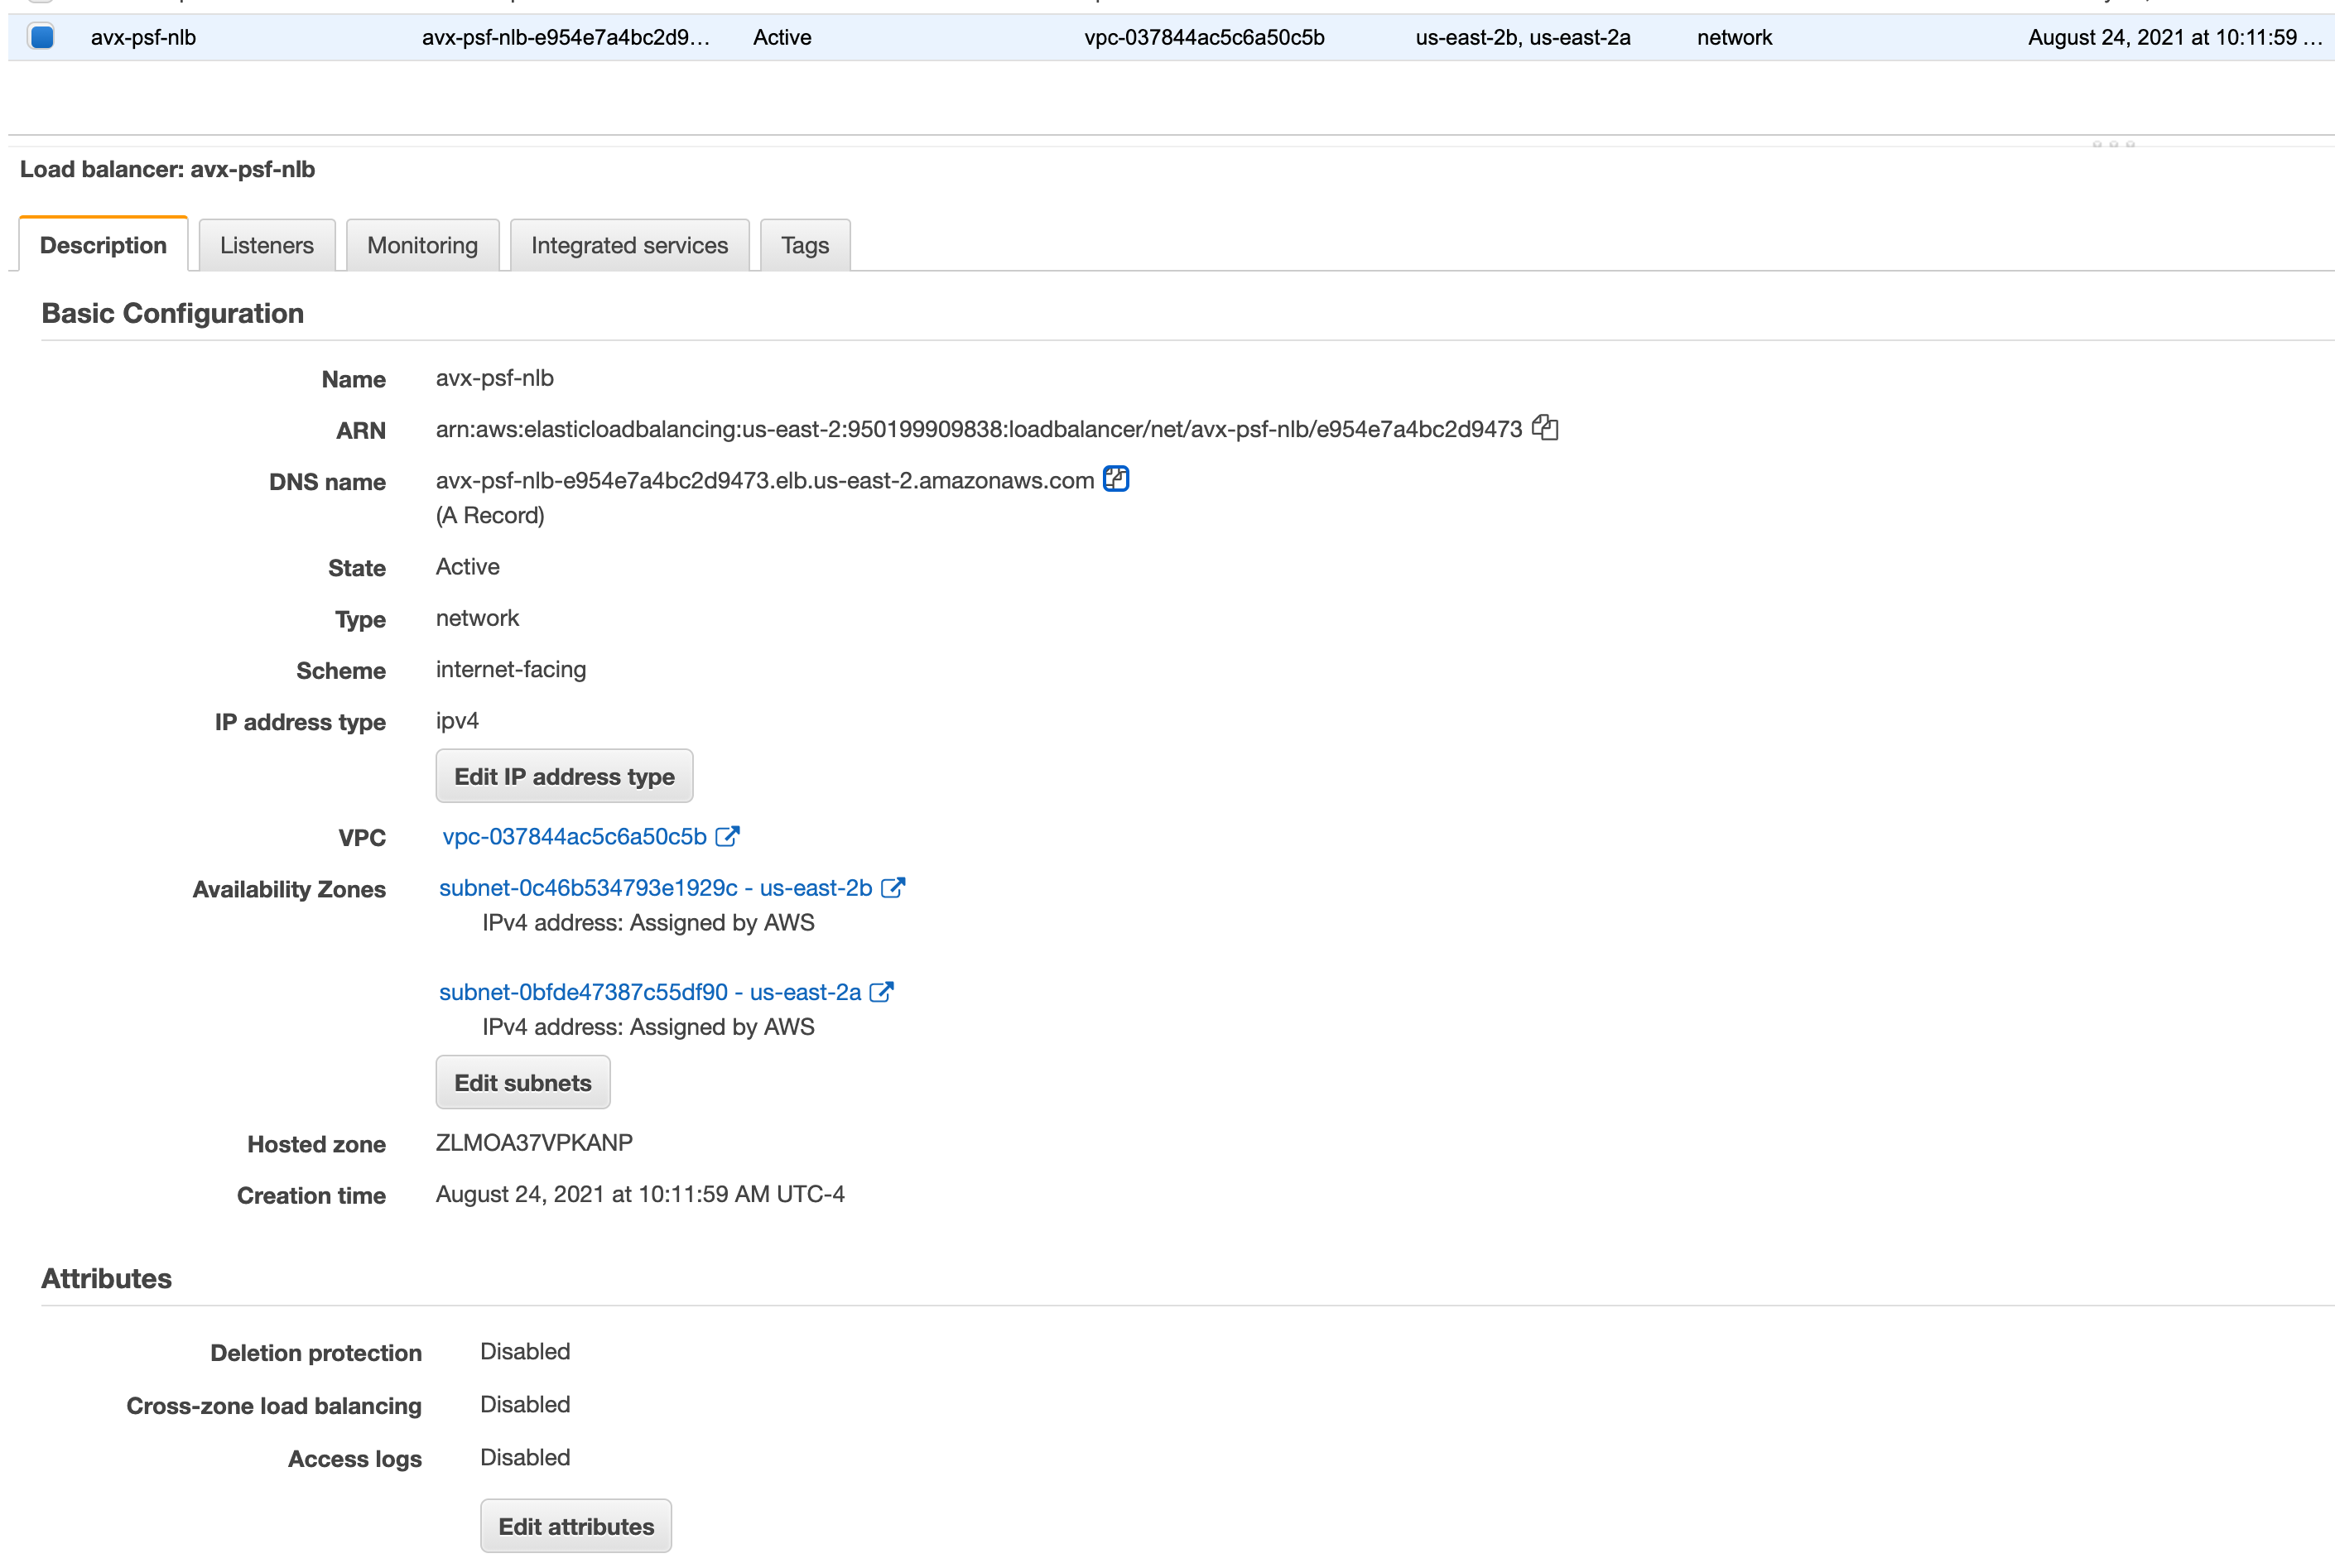 avx-psf-nlb avx-psf-nlb-e954e7a4bc2d9... Active vpc-037844ac5c6a50c5b us-east-2b, us-east-2a network August 24, 2021 at 10:11:59 ...
Load balancer: avx-psf-nlb
Description Listeners Monitoring Integrated services Tags
Basic Configuration
Name avx-psf-nlb
ARN arn:aws:elasticloadbalancing:us-east-2:950199909838:loadbalancer/net/avx-psf-nlb/e954e7a4bc2d9473
DNS name avx-psf-nlb-e954e7a4bc2d9473.elb.us-east-2.amazonaws.com
(A Record)
State Active
Type network
Scheme internet-facing
IP address type ipv4
Edit IP address type
VPC vpc-037844ac5c6a50c5b
Availability Zones subnet-0c46b534793e1929c - us-east-2b
IPv4 address: Assigned by AWS
subnet-0bfde47387c55df90 - us-east-2a
IPv4 address: Assigned by AWS
Edit subnets
Hosted zone ZLMOA37VPKANP
Creation time August 24, 2021 at 10:11:59 AM UTC-4
Attributes
Deletion protection Disabled
Cross-zone load balancing Disabled
Access logs Disabled
Edit attributes